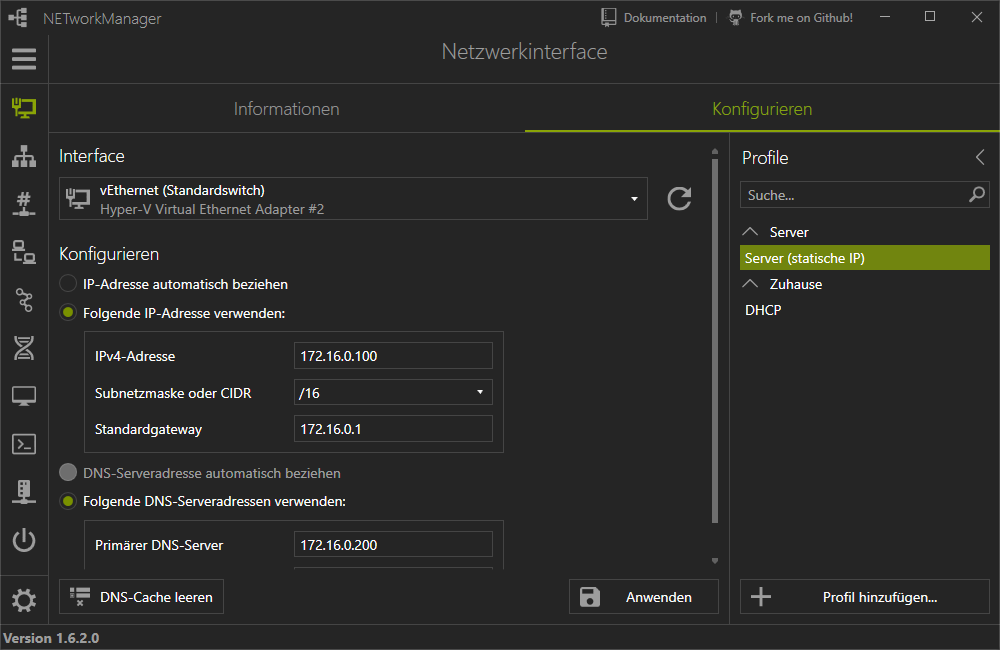 NETworkManager
Dokumentation
Fork me on Github!
Netzwerkinterface
Informationen
Konfigurieren
Interface
vEthernet (Standardswitch)
Hyper-V Virtual Ethernet Adapter #2
Konfigurieren
IP-Adresse automatisch beziehen
Folgende IP-Adresse verwenden:
IPv4-Adresse
172.16.0.100
Subnetzmaske oder CIDR
/16
Standardgateway
172.16.0.1
DNS-Serveradresse automatisch beziehen
Folgende DNS-Serveradressen verwenden:
Primärer DNS-Server
172.16.0.200
DNS-Cache leeren
Anwenden
Profile
Suche...
Server
Server (statische IP)
Zuhause
DHCP
Profil hinzufügen...
Version 1.6.2.0